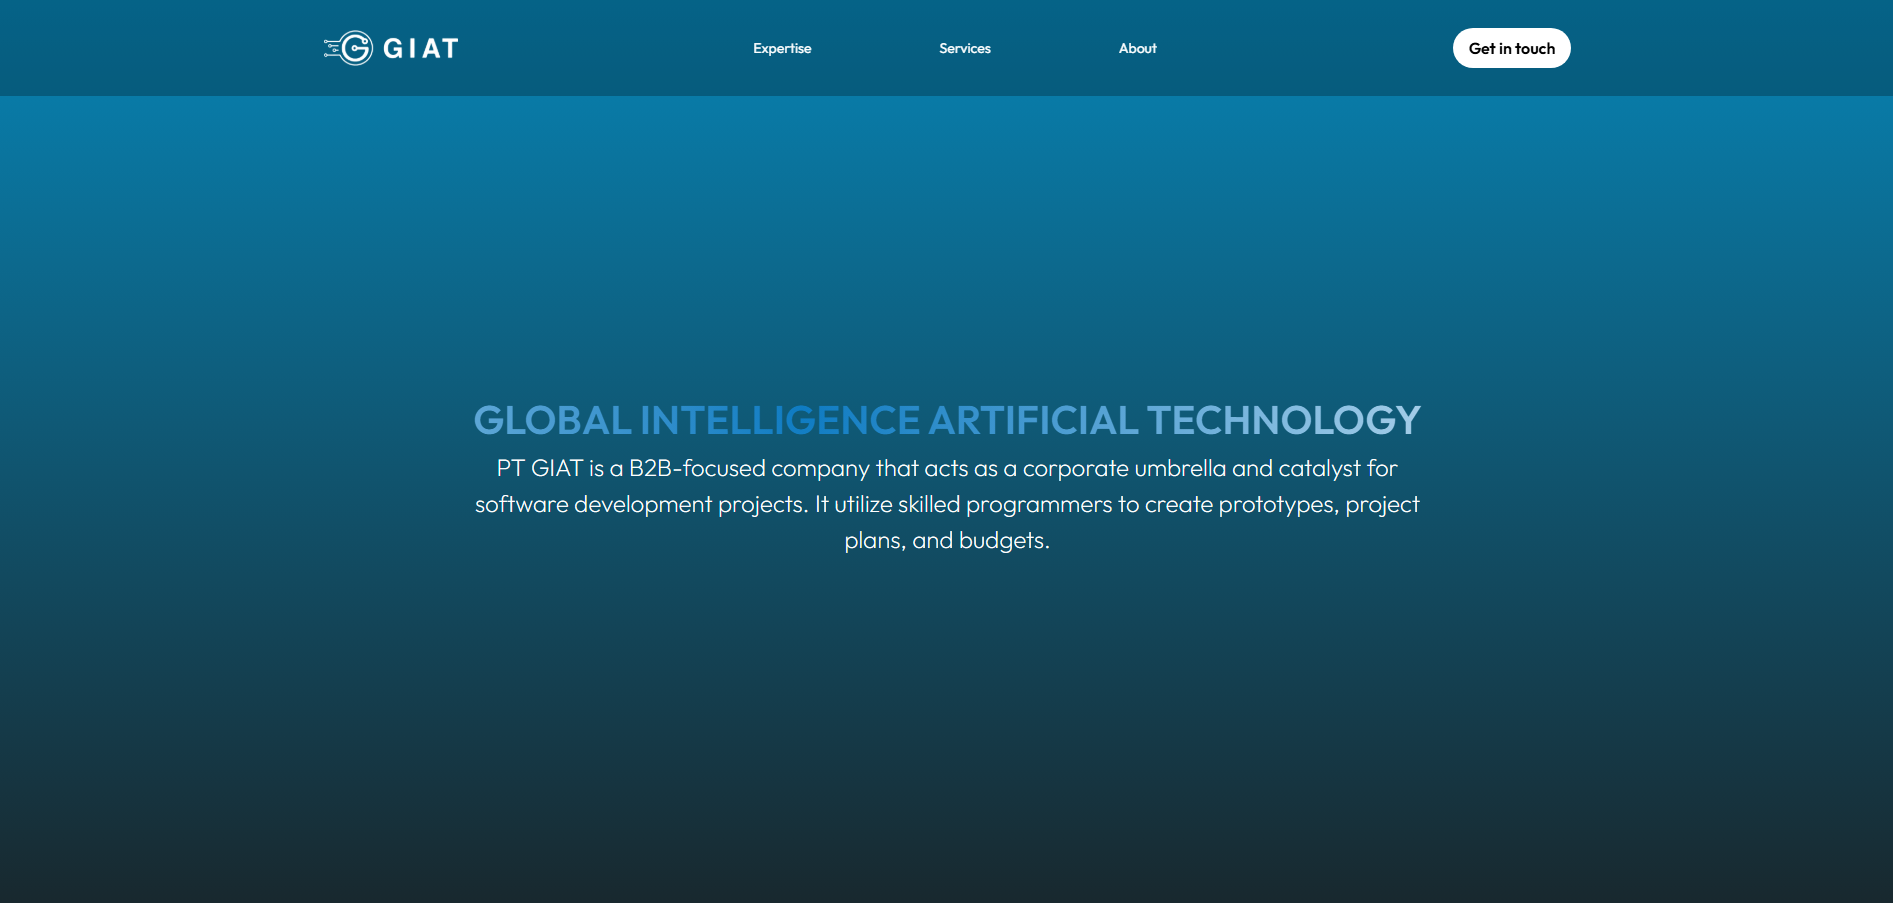 GIAT
Expertise
Services
About
Get in touch
GLOBAL INTELLIGENCE ARTIFICIAL TECHNOLOGY
PT GIAT is a B2B-focused company that acts as a corporate umbrella and catalyst for
software development projects. It utilize skilled programmers to create prototypes, project
plans, and budgets.